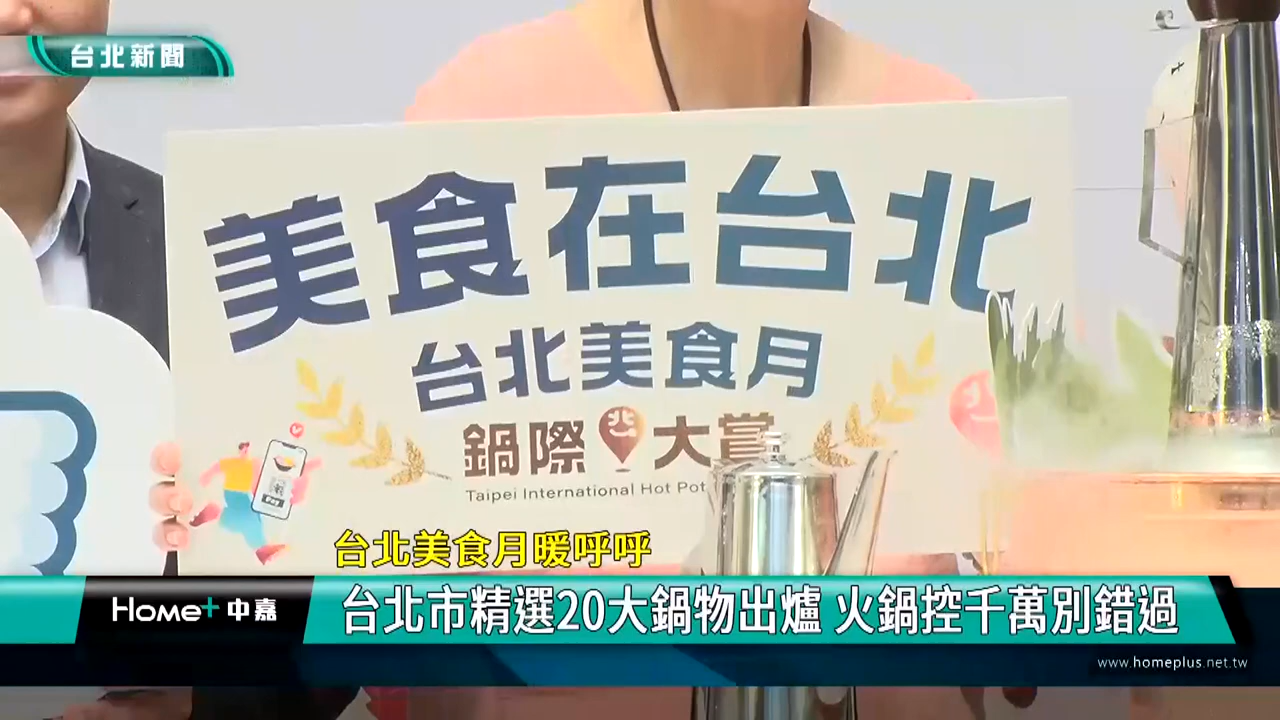 台北新聞
美食在台北
台北美食月
鍋際
北
大賞
Taipei International Hot Pot
Pay
台北美食月暖呼呼
Home+中嘉
台北市精選20大鍋物出爐 火鍋控千萬別錯過
www.homeplus.net.tw